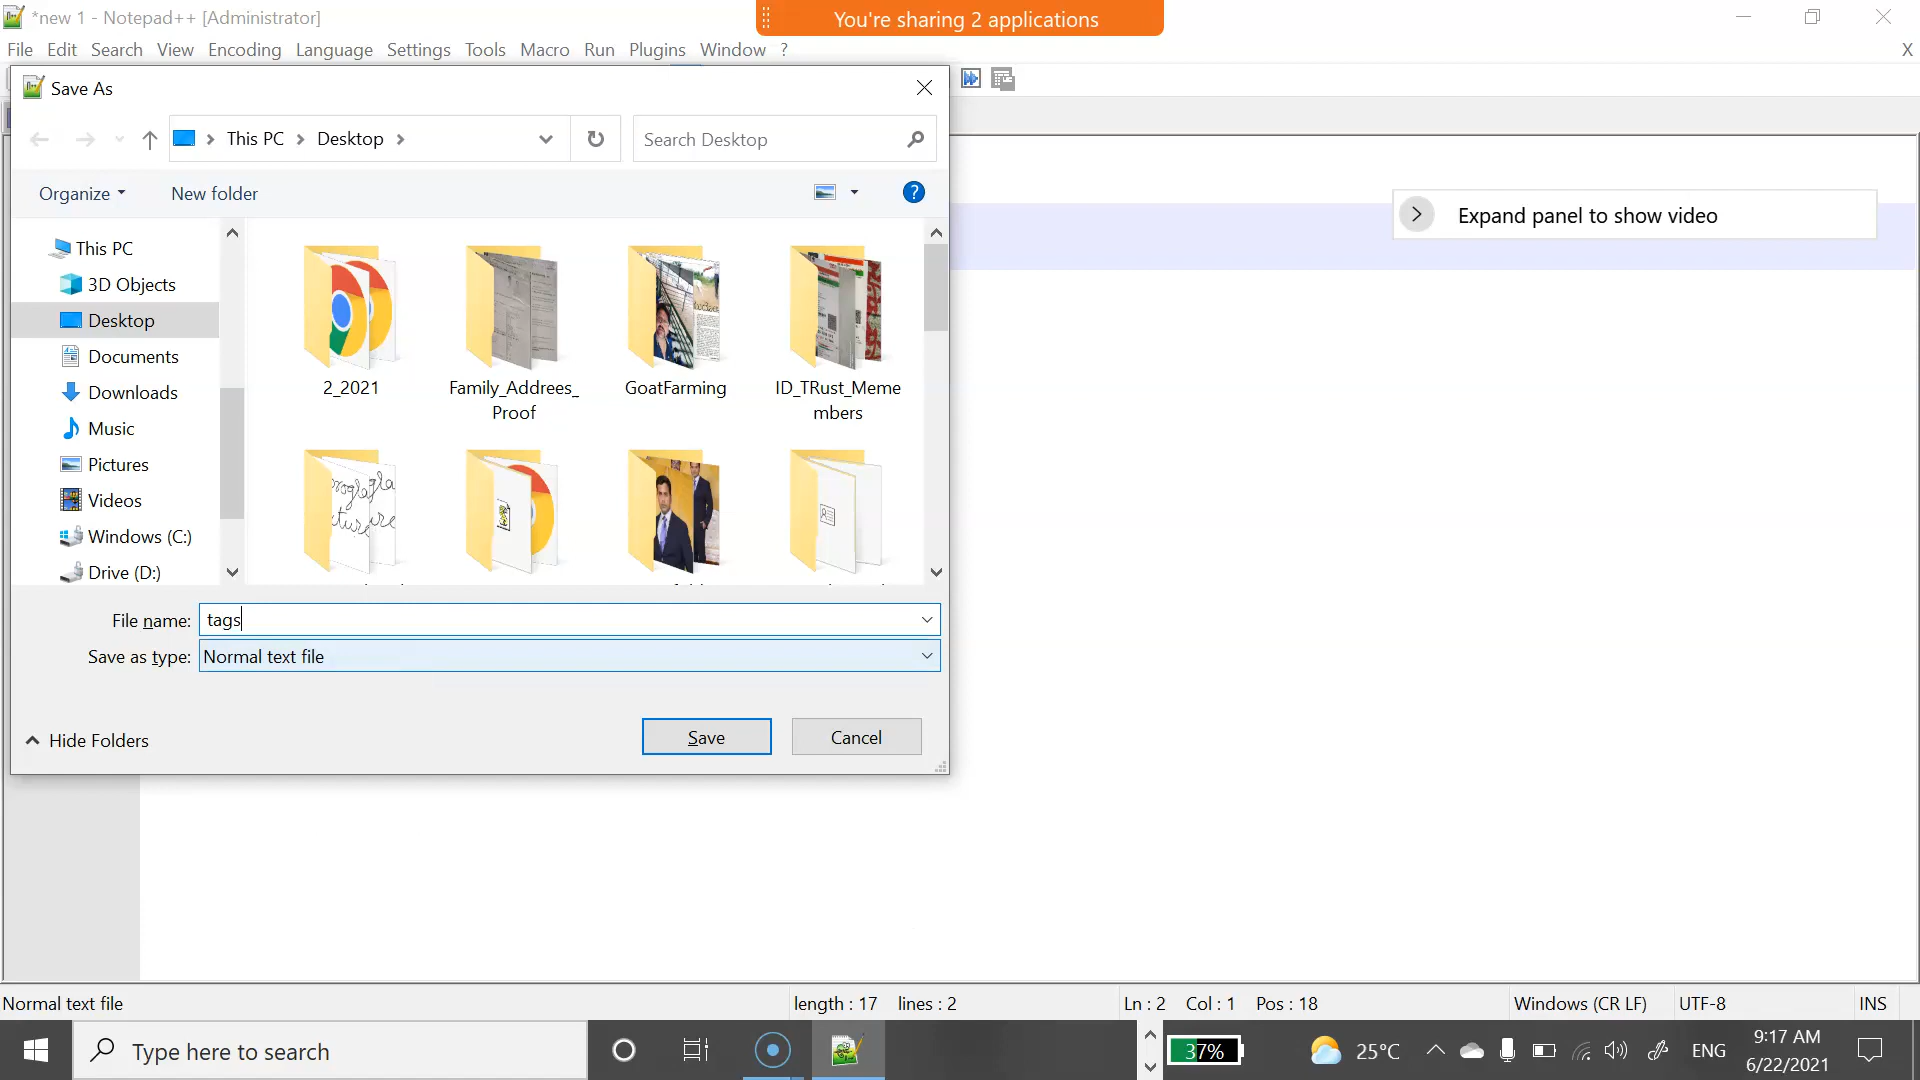 *new 1 - Notepad++ [Administrator]
You're sharing 2 applications
File Edit Search View Encoding Language Settings Tools Macro Run Plugins Window ?
X
Save As
This PC > Desktop >
Search Desktop
Organize
New folder
Expand panel to show video
This PC
3D Objects
Desktop
Documents
Downloads
Music
Pictures
Videos
Windows (C:)
Drive (D:)
2_2021
Family_Addrees_
Proof
GoatFarming
ID_TRust_Meme
mbers
File name: tags
Save as type: Normal text file
Hide Folders
Save
Cancel
Normal text file
length : 17 lines : 2
Ln : 2 Col : 1 Pos : 18
Windows (CR LF)
UTF-8
INS
Type here to search
37%
25°C
ENG
9:17 AM
6/22/2021